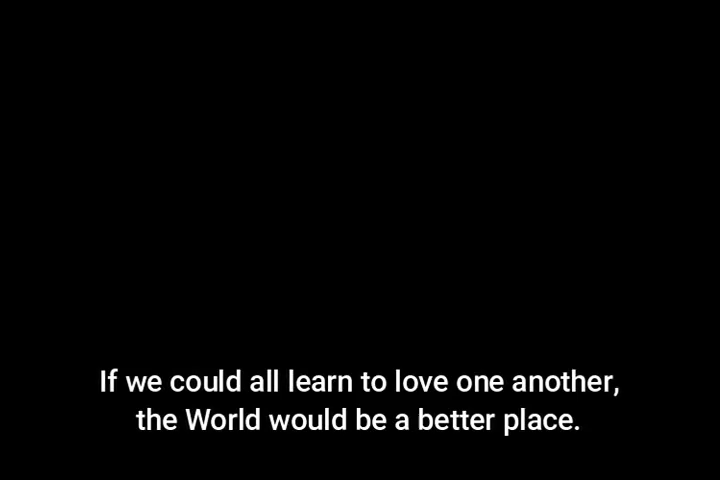 If we could all learn to love one another,
the World would be a better place.